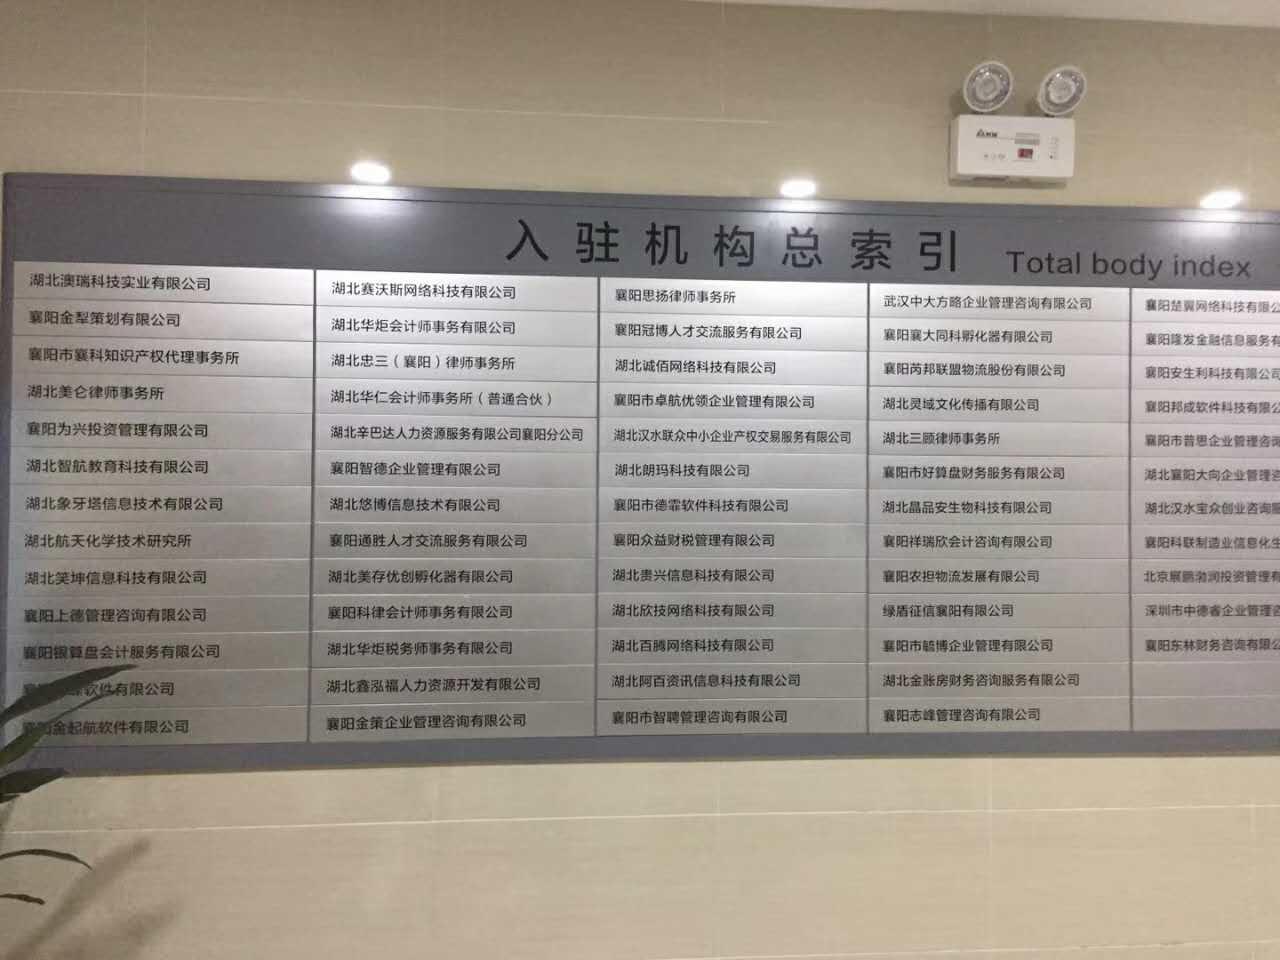 入驻机构总索引 Total body index
湖北澳瑞科技实业有限公司
襄阳金犁策划有限公司
襄阳市襄科知识产权代理事务所
湖北美仑律师事务所
襄阳为兴投资管理有限公司
湖北智航教育科技有限公司
湖北象牙塔信息技术有限公司
湖北航天化学技术研究所
湖北笑坤信息科技有限公司
襄阳上德管理咨询有限公司
襄阳银算盘会计服务有限公司
软件有限公司
襄阳金起航软件有限公司
湖北赛沃斯网络科技有限公司
湖北华炬会计师事务有限公司
湖北忠三（襄阳）律师事务所
湖北华仁会计师事务所（普通合伙）
湖北辛巴达人力资源服务有限公司襄阳分公司
襄阳智德企业管理有限公司
湖北悠博信息技术有限公司
襄阳通胜人才交流服务有限公司
湖北美存优创孵化器有限公司
襄阳科律会计师事务有限公司
湖北华炬税务师事务有限公司
湖北鑫泓福人力资源开发有限公司
襄阳金策企业管理咨询有限公司
襄阳思扬律师事务所
襄阳冠博人才交流服务有限公司
湖北诚佰网络科技有限公司
襄阳市卓航优领企业管理有限公司
湖北汉水联众中小企业产权交易服务有限公司
湖北朗玛科技有限公司
襄阳市德霏软件科技有限公司
襄阳众益财税管理有限公司
湖北贵兴信息科技有限公司
湖北欣技网络科技有限公司
湖北百腾网络科技有限公司
湖北阿百资讯信息科技有限公司
襄阳市智聘管理咨询有限公司
武汉中大方略企业管理咨询有限公司
襄阳襄大同科孵化器有限公司
襄阳芮邦联盟物流股份有限公司
湖北灵域文化传播有限公司
湖北三顾律师事务所
襄阳市好算盘财务服务有限公司
湖北晶品安生物科技有限公司
襄阳祥瑞欣会计咨询有限公司
襄阳农担物流发展有限公司
绿盾征信襄阳有限公司
襄阳市毓博企业管理有限公司
湖北金账房财务咨询服务有限公司
襄阳志峰管理咨询有限公司
襄阳楚翼网络科技有限公
襄阳隆发金融信息服务有
襄阳安生利科技有限公司
襄阳邦成软件科技有限公
襄阳市普思企业管理咨询
湖北襄阳大向企业管理咨
湖北汉水宝众创业咨询服
襄阳科联制造业信息化生
北京展鹏渤润投资管理有
深圳市中德睿企业管理咨
襄阳东林财务咨询有限公